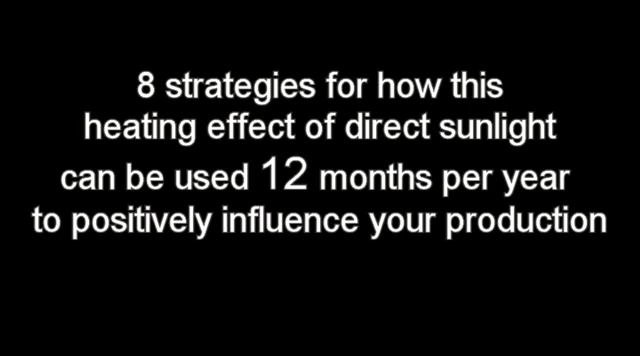 8 strategies for how this
heating effect of direct sunlight
can be used 12 months per year
to positively influence your production